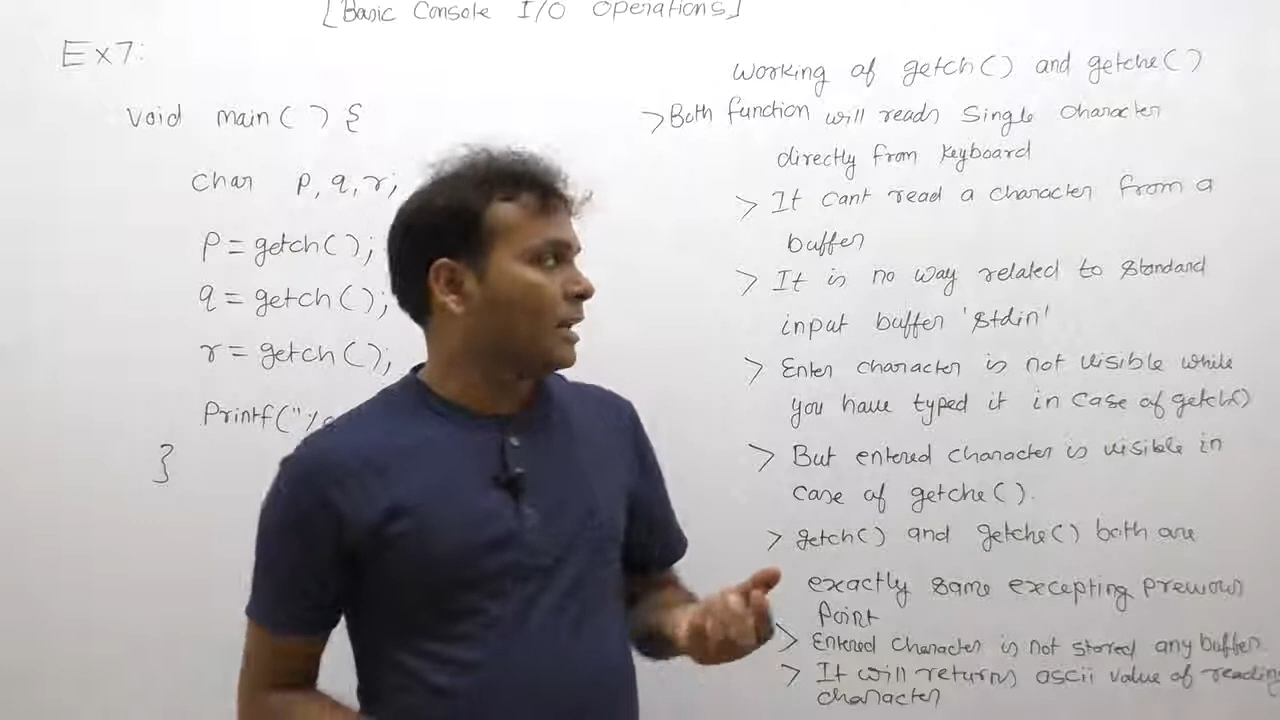 [Basic Console I/O Operations]
Ex7:
void main( ) {
char p, q, r;
p = getch( );
q = getch( );
r = getch( );
Printf("%
}
working of getch( ) and getche( )
> Both function will reads Single character
directly from keyboard
> It cant read a character from a
buffer
> It is no way related to standard
input buffer 'stdin'
> Enter character is not visible while
you have typed it in case of getch()
> But entered character is visible in
case of getche( ).
> getch( ) and getche( ) both are
exactly same excepting previous
point
> Entered character is not stored any buffer
> It will returns ascii value of reading
character